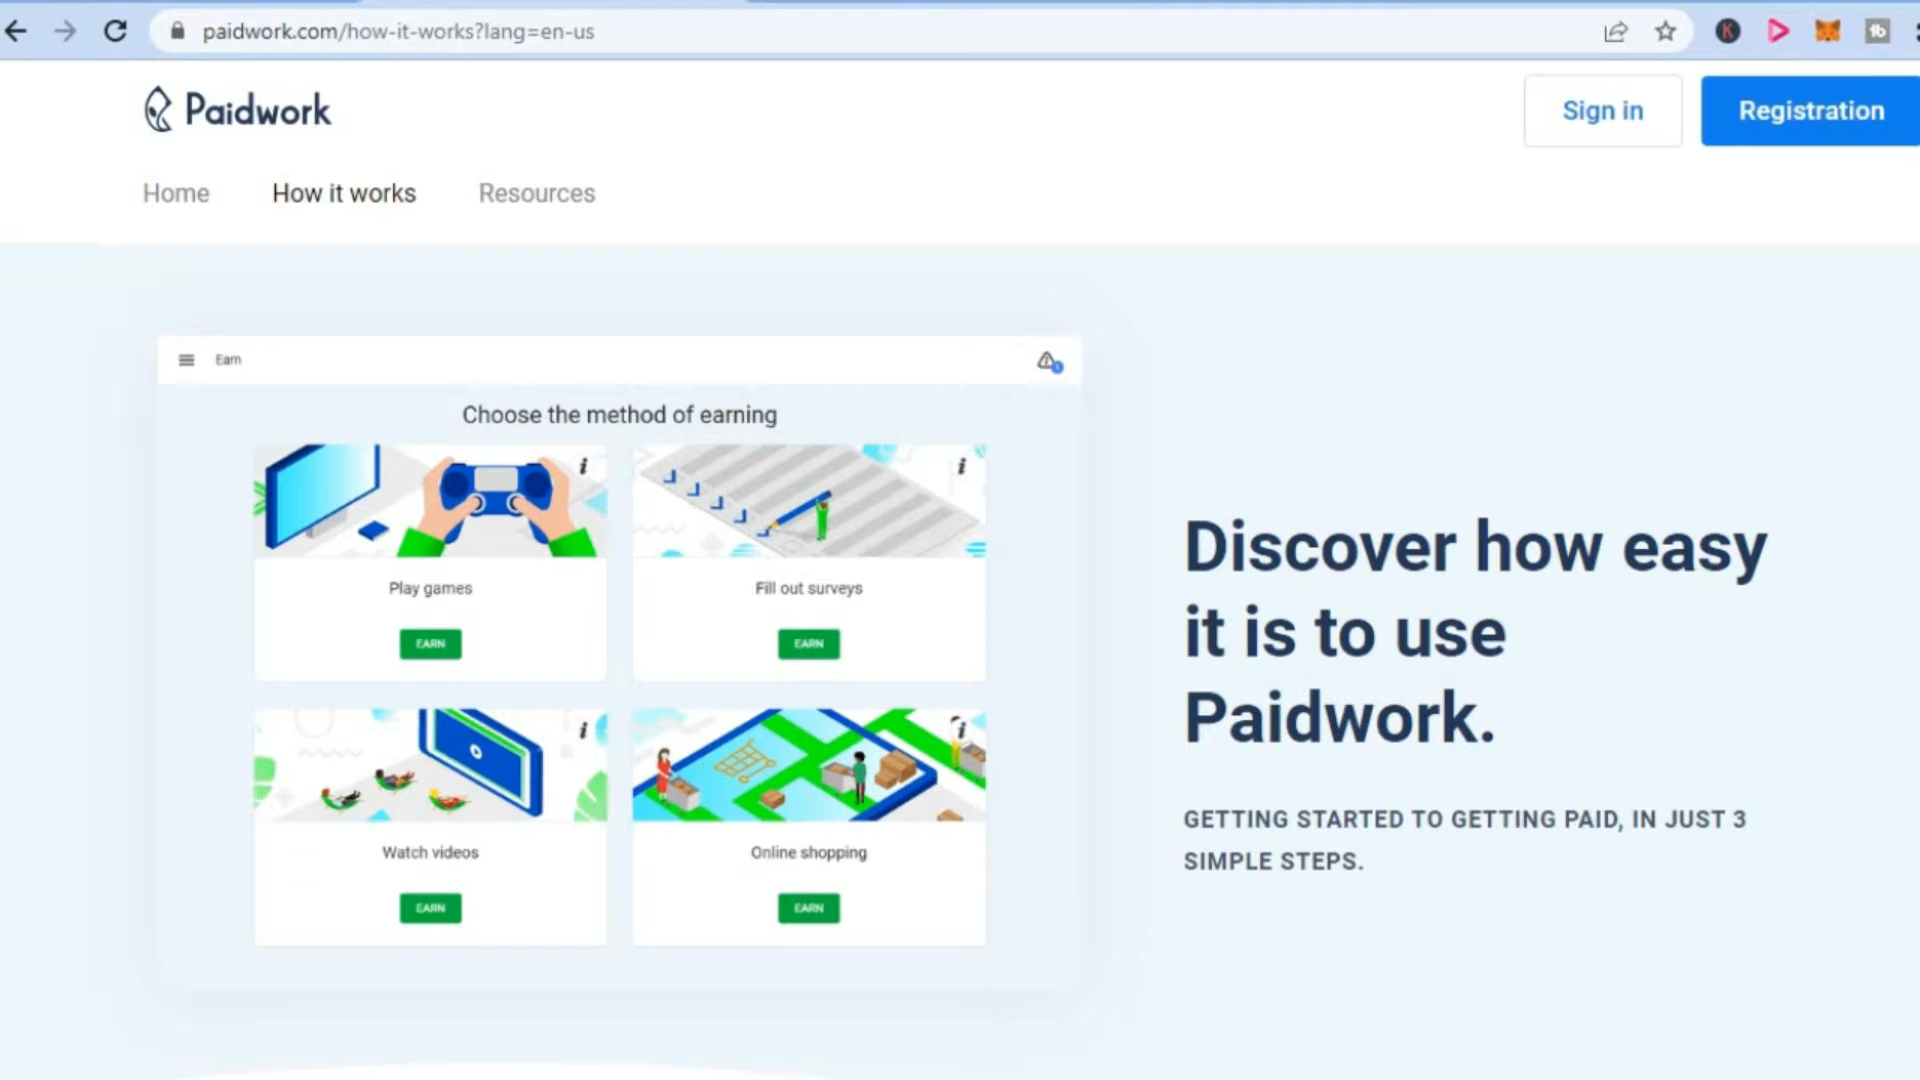 paidwork.com/how-it-works?lang=en-us
K
tb
Paidwork
Sign in
Registration
Home
How it works
Resources
Earn
Choose the method of earning
i
i
Play games
Fill out surveys
EARN
EARN
i
i
Watch videos
Online shopping
EARN
EARN
Discover how easy
it is to use
Paidwork.
GETTING STARTED TO GETTING PAID, IN JUST 3
SIMPLE STEPS.